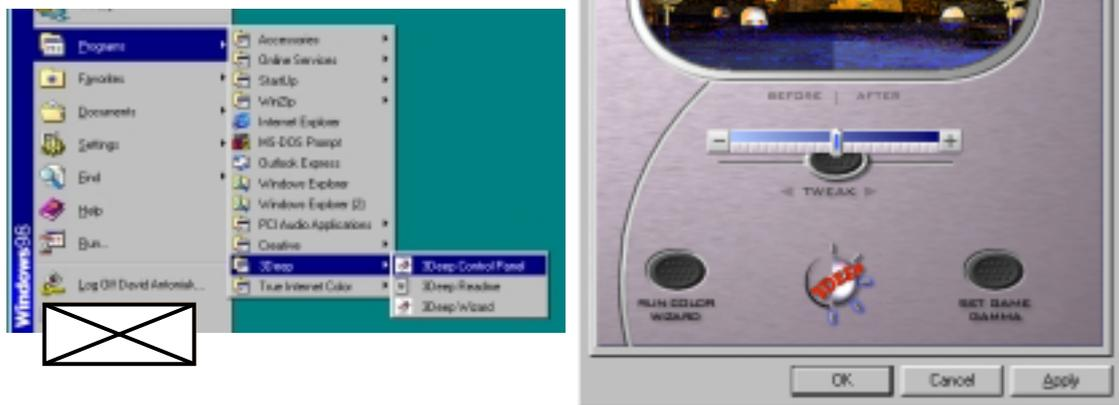 Programs
Favorites
Documents
Settings
Find
Help
Run...
Log Off David Antoniak...
Windows98
Accessories
Online Services
StartUp
WinZip
Internet Explorer
MS-DOS Prompt
Outlook Express
Windows Explorer
Windows Explorer (2)
PCI Audio Applications
Creative
3Deep
True Internet Color
3Deep Control Panel
3Deep Readme
3Deep Wizard
BEFORE | AFTER
− +
TWEAK
3DEEP
RUN COLOR
WIZARD
SET GAME
GAMMA
OK Cancel Apply